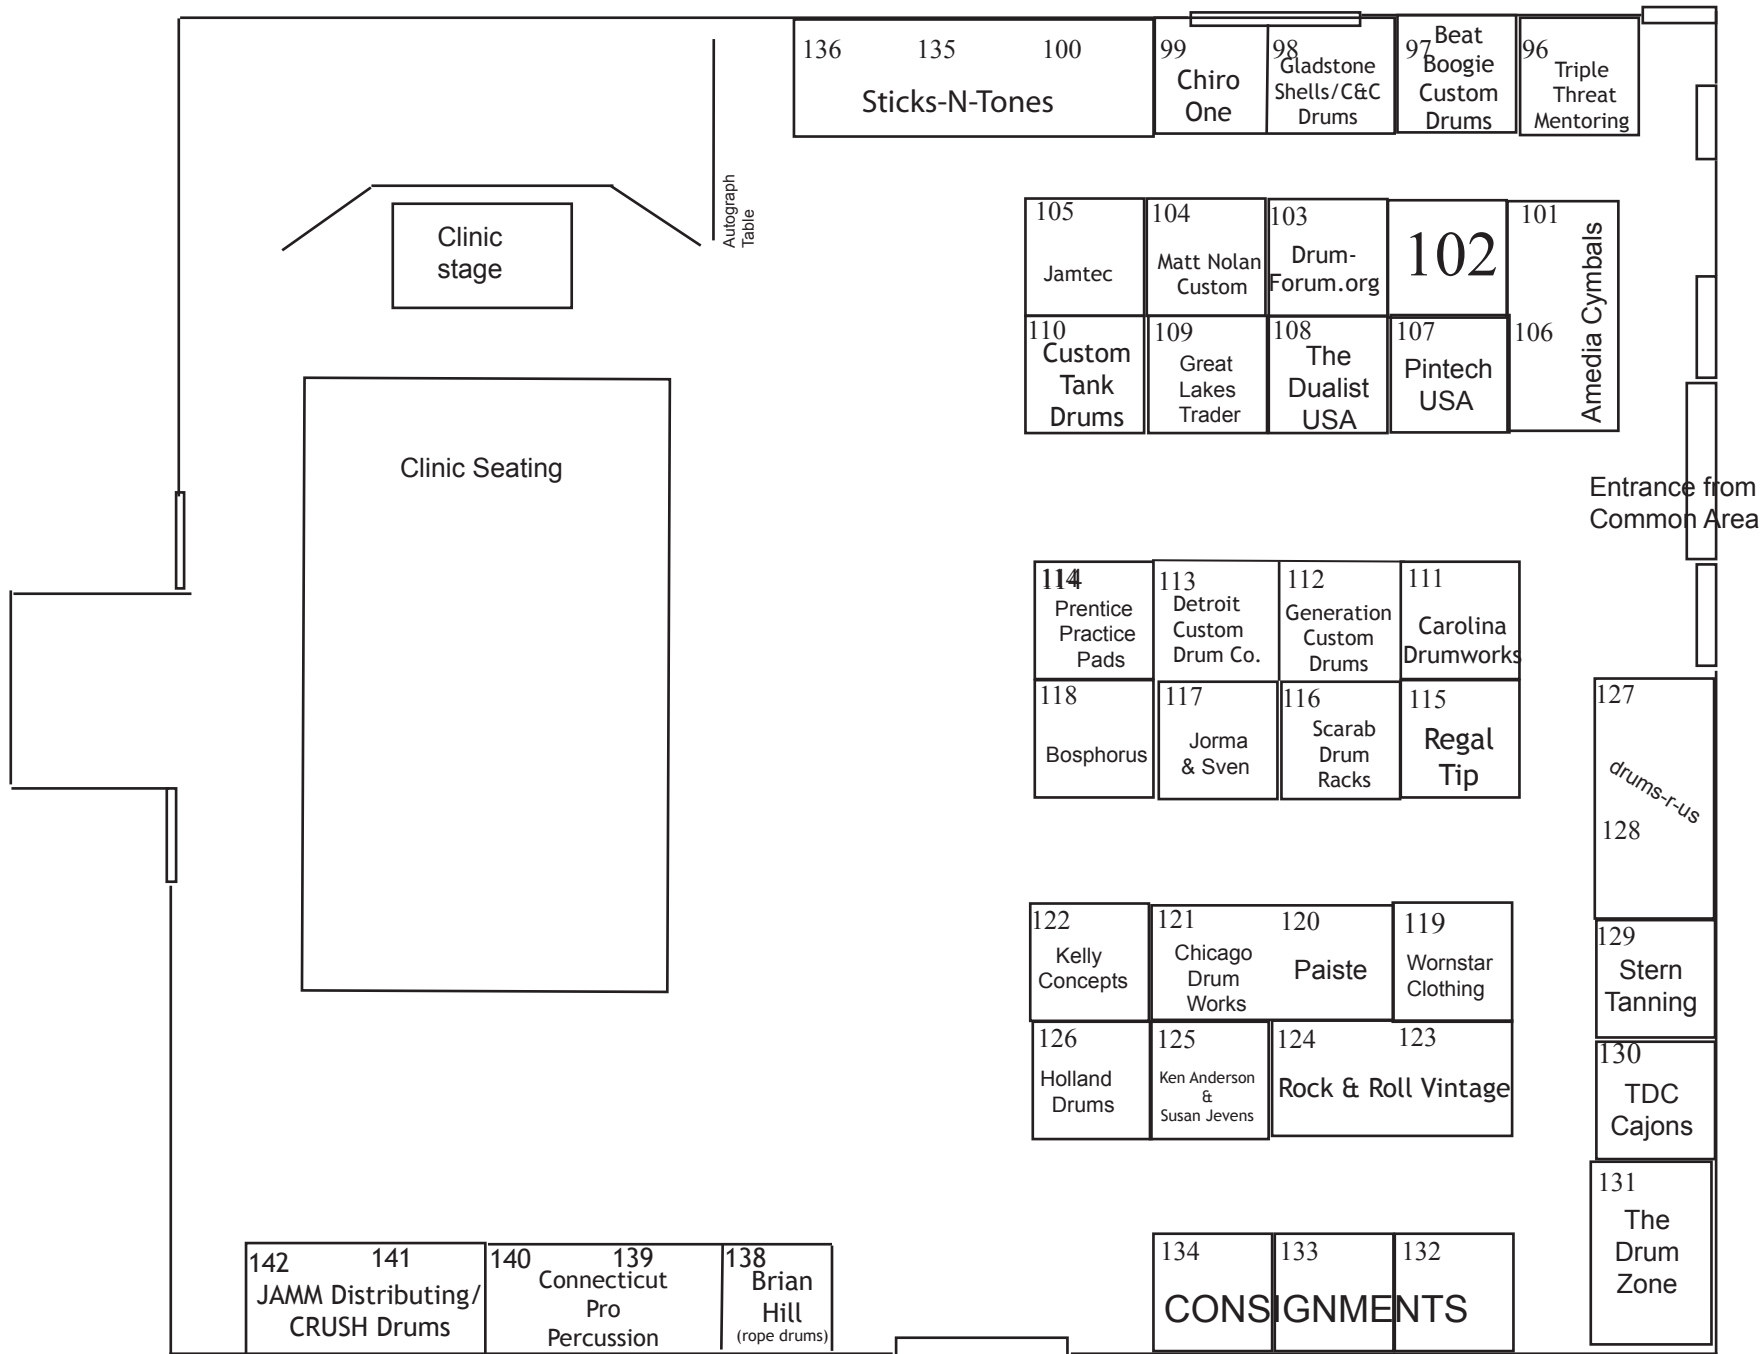 136 135 100
Sticks-N-Tones
99
Chiro
One
98
Gladstone
Shells/C&C
Drums
97
Beat
Boogie
Custom
Drums
96
Triple
Threat
Mentoring
Autograph
Table
Clinic
stage
105
Jamtec
104
Matt Nolan
Custom
103
Drum-
Forum.org
102
101
106
Amedia Cymbals
110
Custom
Tank
Drums
109
Great
Lakes
Trader
108
The
Dualist
USA
107
Pintech
USA
Clinic Seating
Entrance from
Common Area
114
Prentice
Practice
Pads
113
Detroit
Custom
Drum Co.
112
Generation
Custom
Drums
111
Carolina
Drumworks
118
Bosphorus
117
Jorma
& Sven
116
Scarab
Drum
Racks
115
Regal
Tip
127
drums-r-us
128
122
Kelly
Concepts
121
Chicago
Drum
Works
120
Paiste
119
Wornstar
Clothing
129
Stern
Tanning
126
Holland
Drums
125
Ken Anderson
&
Susan Jevens
124 123
Rock & Roll Vintage
130
TDC
Cajons
131
The
Drum
Zone
142 141
JAMM Distributing/
CRUSH Drums
140 139
Connecticut
Pro
Percussion
138
Brian
Hill
(rope drums)
134 133 132
CONSIGNMENTS